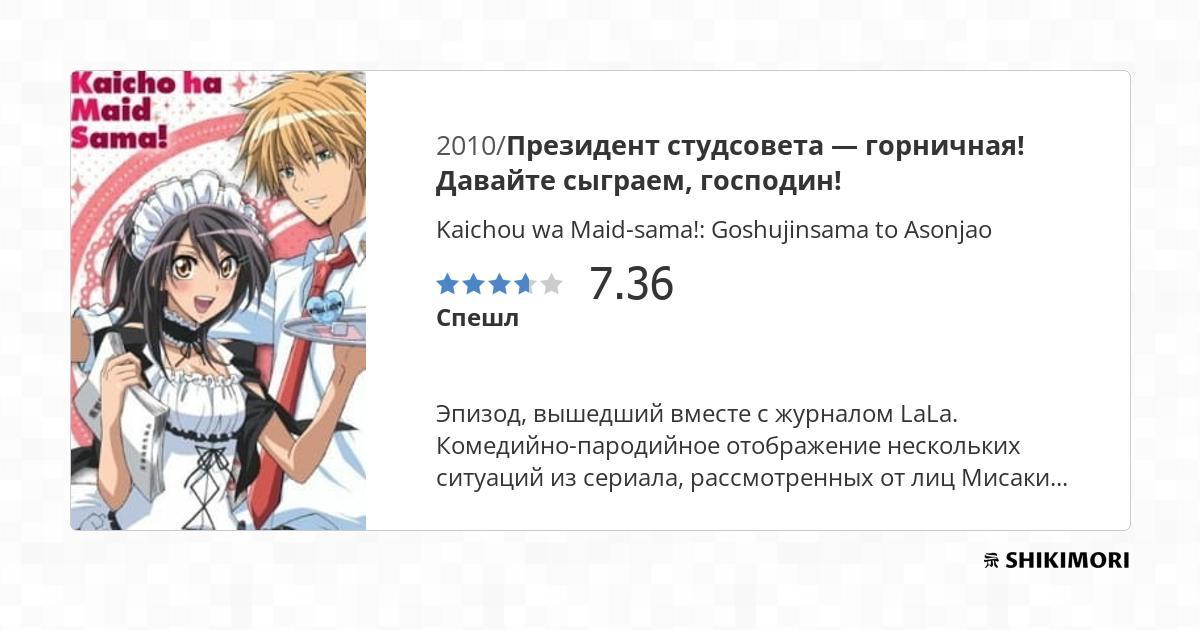 Kaicho ha
Maid
Sama!
2010/Президент студсовета — горничная!
Давайте сыграем, господин!
Kaichou wa Maid-sama!: Goshujinsama to Asonjao
7.36
Спешл
Эпизод, вышедший вместе с журналом LaLa.
Комедийно-пародийное отображение нескольких
ситуаций из сериала, рассмотренных от лиц Мисаки...
SHIKIMORI